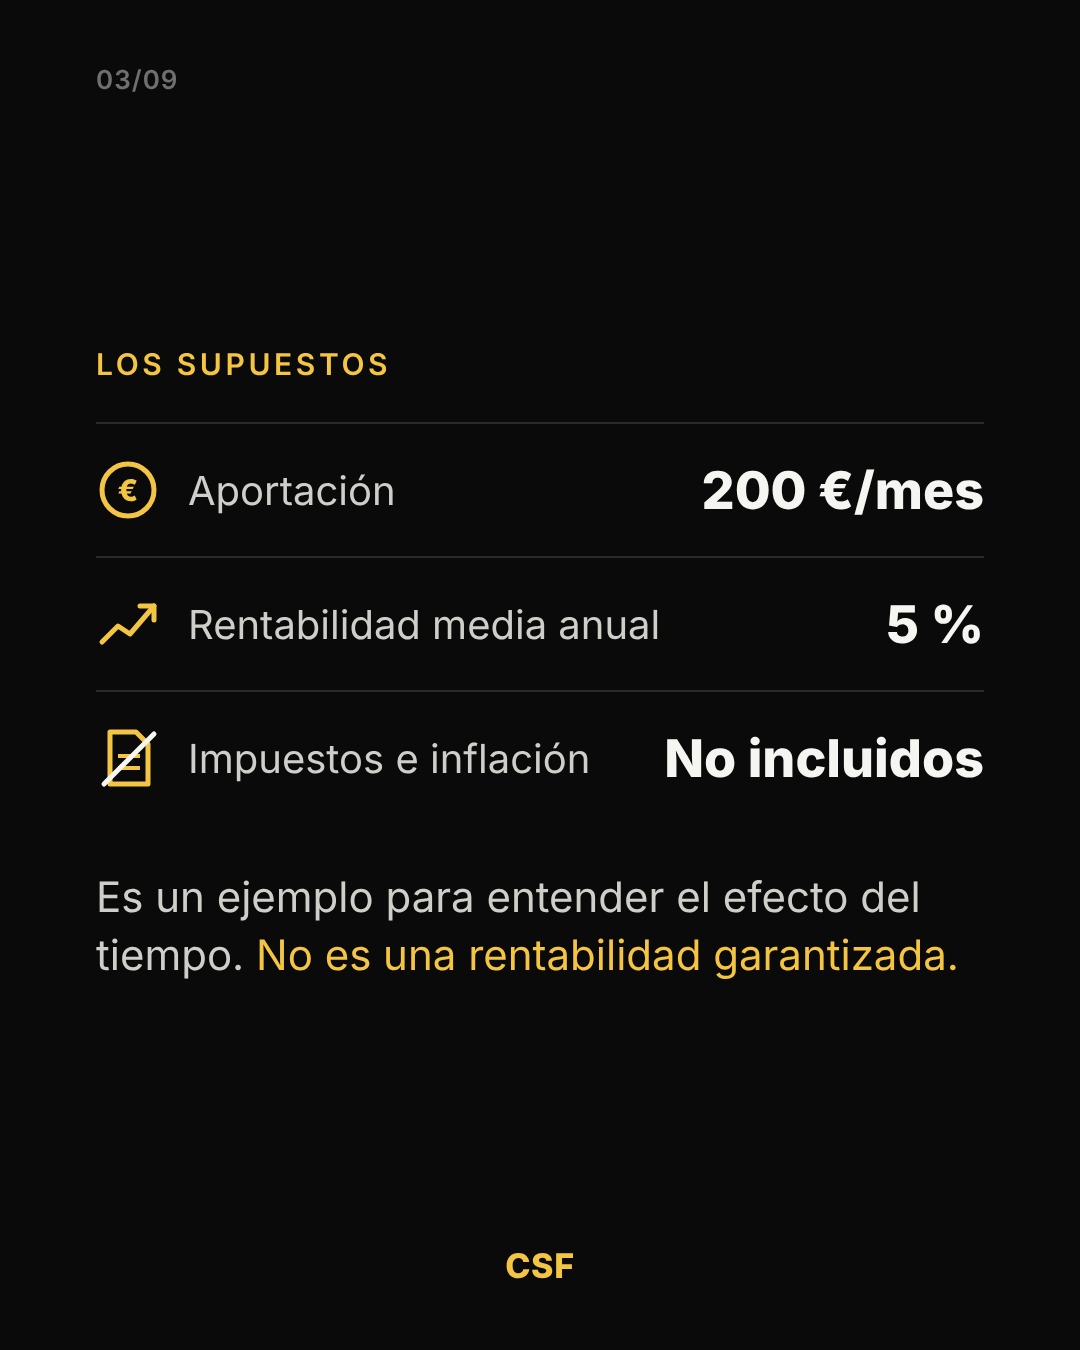 03/09
LOS SUPUESTOS
€ Aportación 200 €/mes
Rentabilidad media anual 5 %
Impuestos e inflación No incluidos
Es un ejemplo para entender el efecto del
tiempo. No es una rentabilidad garantizada.
CSF